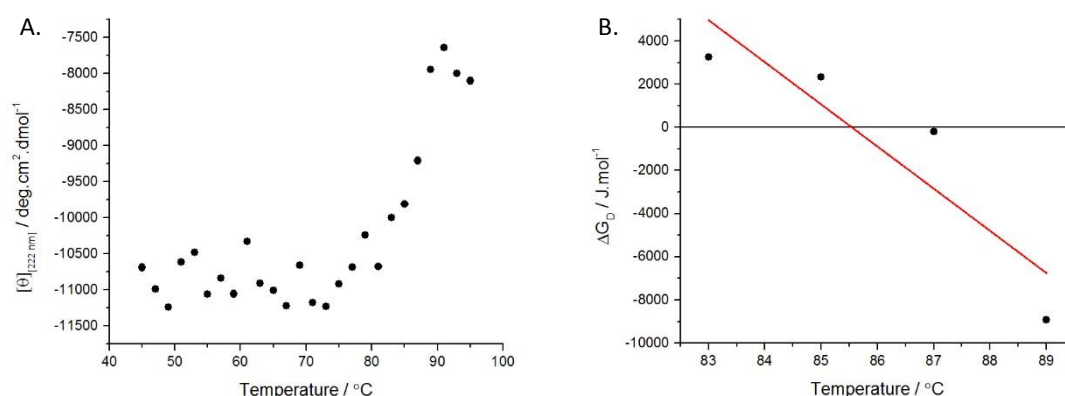 A.
[θ][222 nm] / deg.cm².dmol⁻¹
-7500
-8000
-8500
-9000
-9500
-10000
-10500
-11000
-11500
40 50 60 70 80 90 100
Temperature / °C
B.
ΔG_D / J.mol⁻¹
4000
2000
0
-2000
-4000
-6000
-8000
-10000
83 84 85 86 87 88 89
Temperature / °C